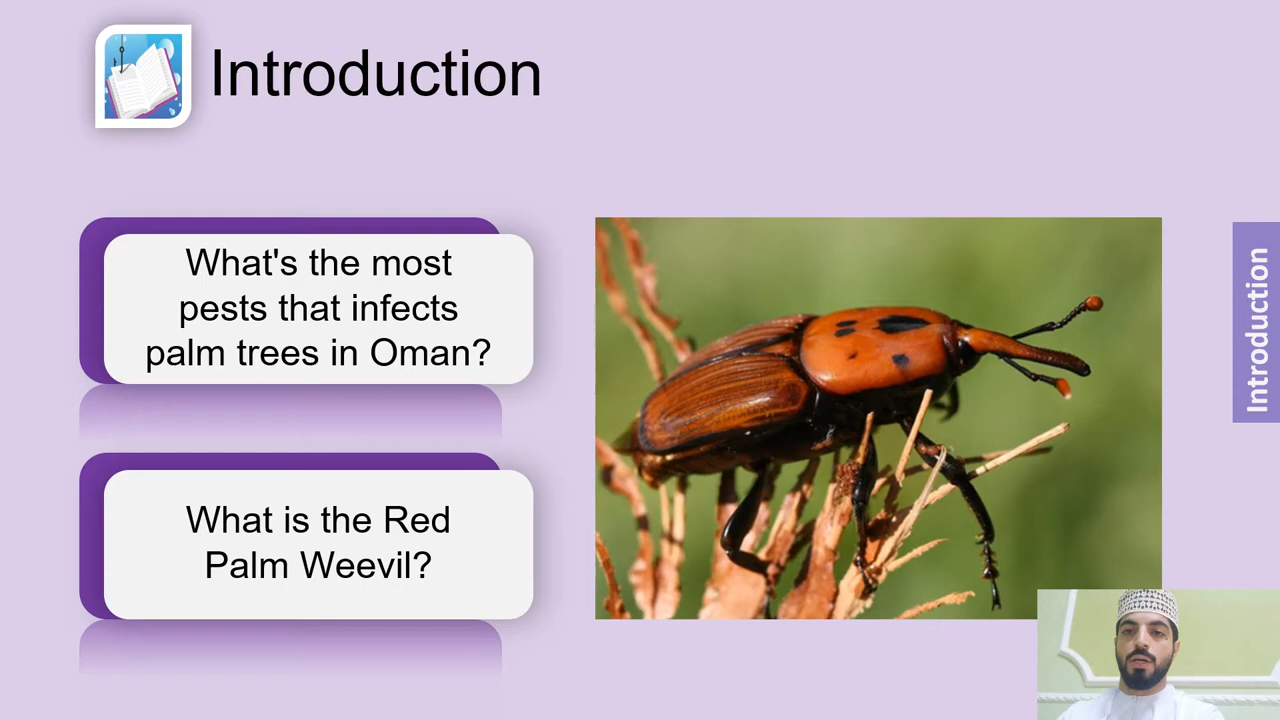 Introduction
What's the most
pests that infects
palm trees in Oman?
What is the Red
Palm Weevil?
Introduction